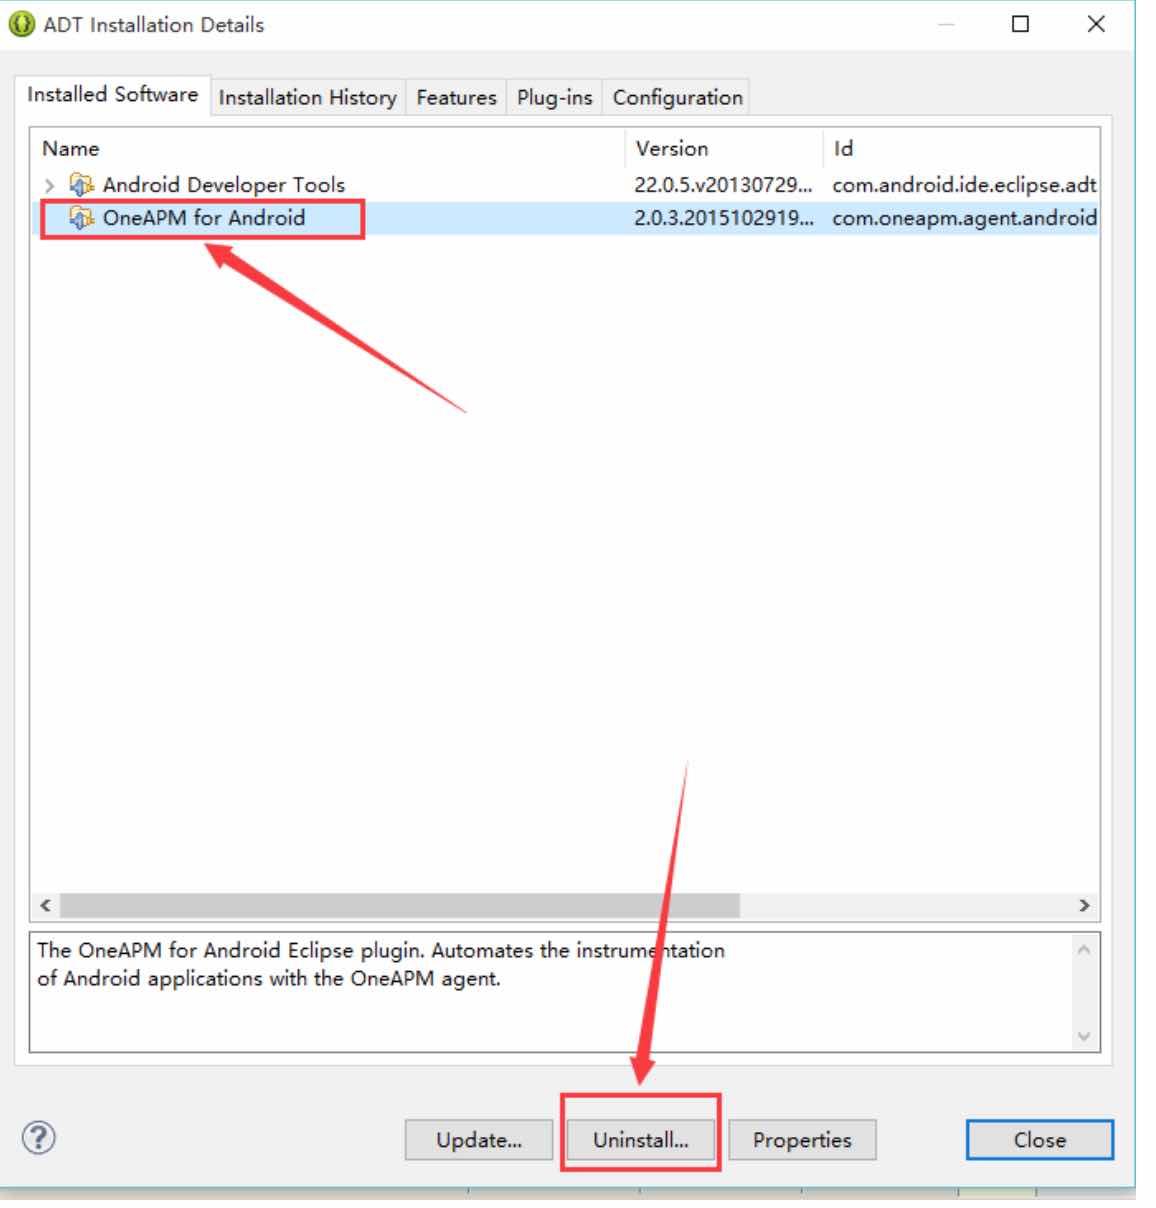 ADT Installation Details
Installed Software Installation History Features Plug-ins Configuration
Name Version Id
Android Developer Tools 22.0.5.v20130729... com.android.ide.eclipse.adt
OneAPM for Android 2.0.3.2015102919... com.oneapm.agent.android
The OneAPM for Android Eclipse plugin. Automates the instrumentation
of Android applications with the OneAPM agent.
Update... Uninstall... Properties Close